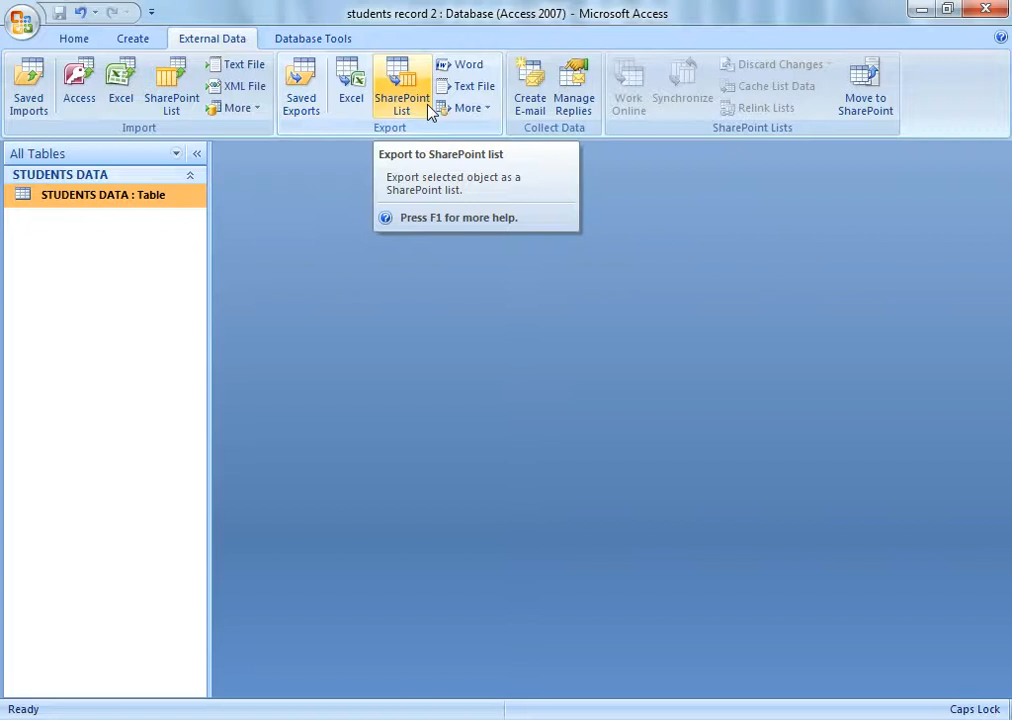 students record 2 : Database (Access 2007) - Microsoft Access
Home Create External Data Database Tools
Saved Imports
Access
Excel
SharePoint List
Text File
XML File
More
Import
Saved Exports
Excel
SharePoint List
Word
Text File
More
Export
Create E-mail
Manage Replies
Collect Data
Work Online
Synchronize
Discard Changes
Cache List Data
Relink Lists
Move to SharePoint
SharePoint Lists
All Tables
STUDENTS DATA
STUDENTS DATA : Table
Export to SharePoint list
Export selected object as a
SharePoint list.
Press F1 for more help.
Ready
Caps Lock